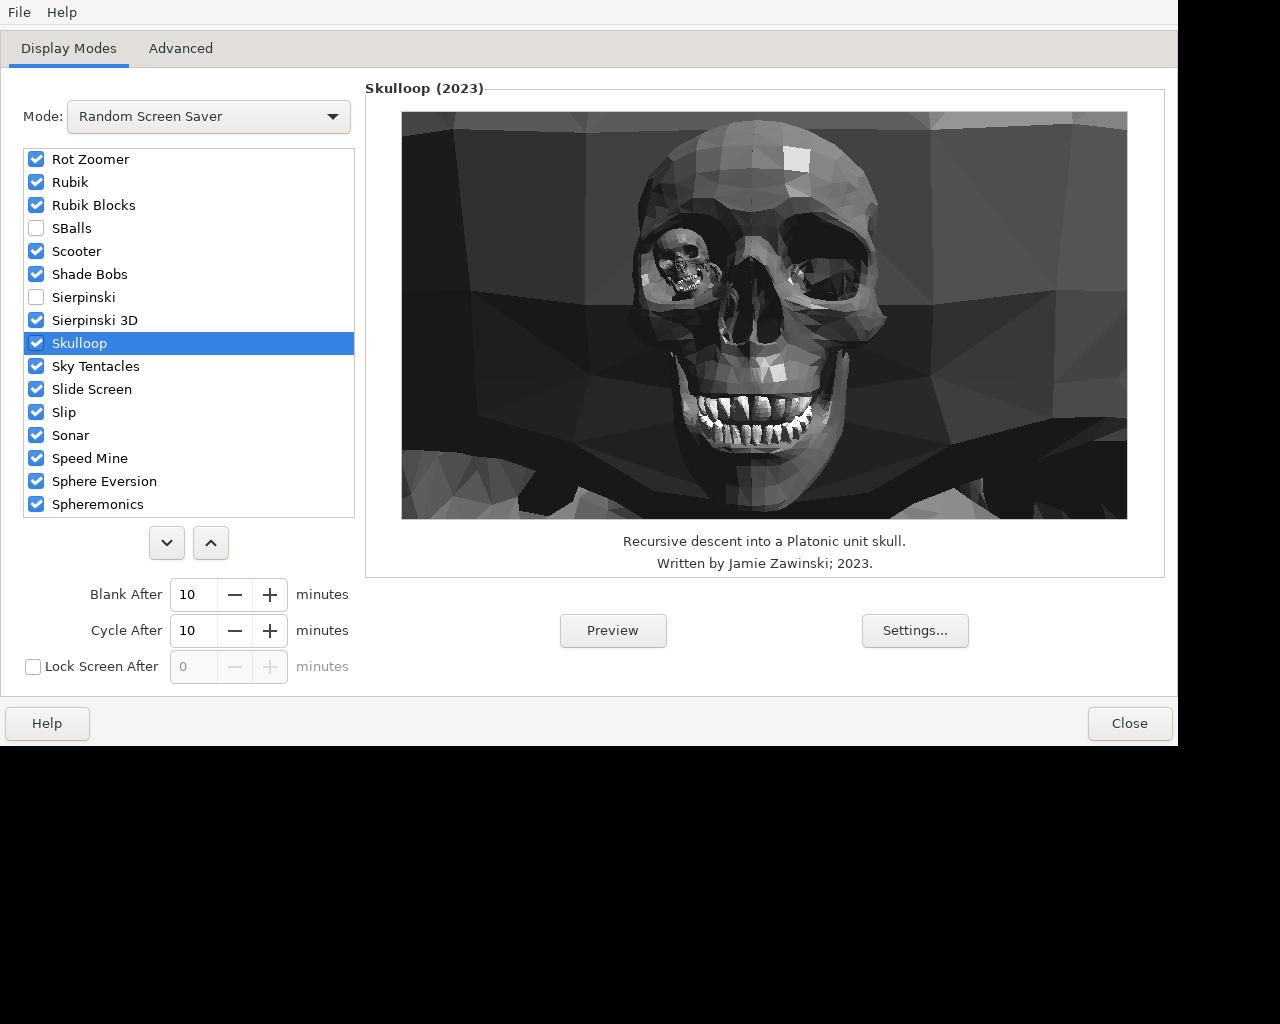 File Help
Display Modes Advanced
Skulloop (2023)
Mode: Random Screen Saver
Rot Zoomer
Rubik
Rubik Blocks
SBalls
Scooter
Shade Bobs
Sierpinski
Sierpinski 3D
Skulloop
Sky Tentacles
Slide Screen
Slip
Sonar
Speed Mine
Sphere Eversion
Spheremonics
Recursive descent into a Platonic unit skull.
Written by Jamie Zawinski; 2023.
Blank After 10 minutes
Cycle After 10 minutes
Lock Screen After 0 minutes
Preview Settings...
Help Close